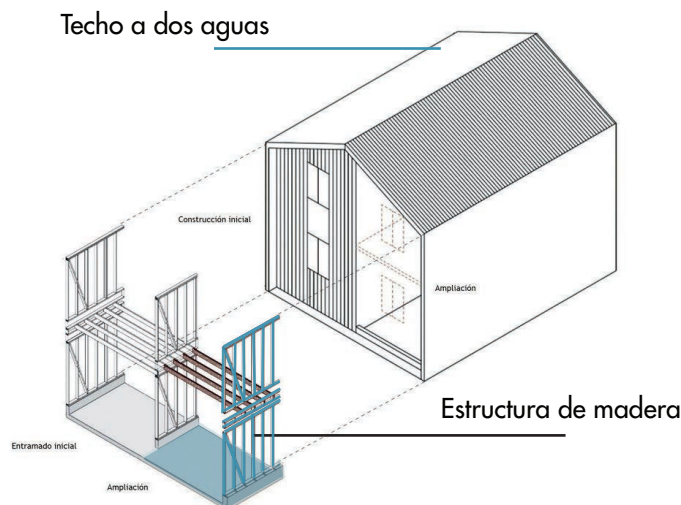 Techo a dos aguas
Construcción inicial
Ampliación
Estructura de madera
Entramado inicial
Ampliación